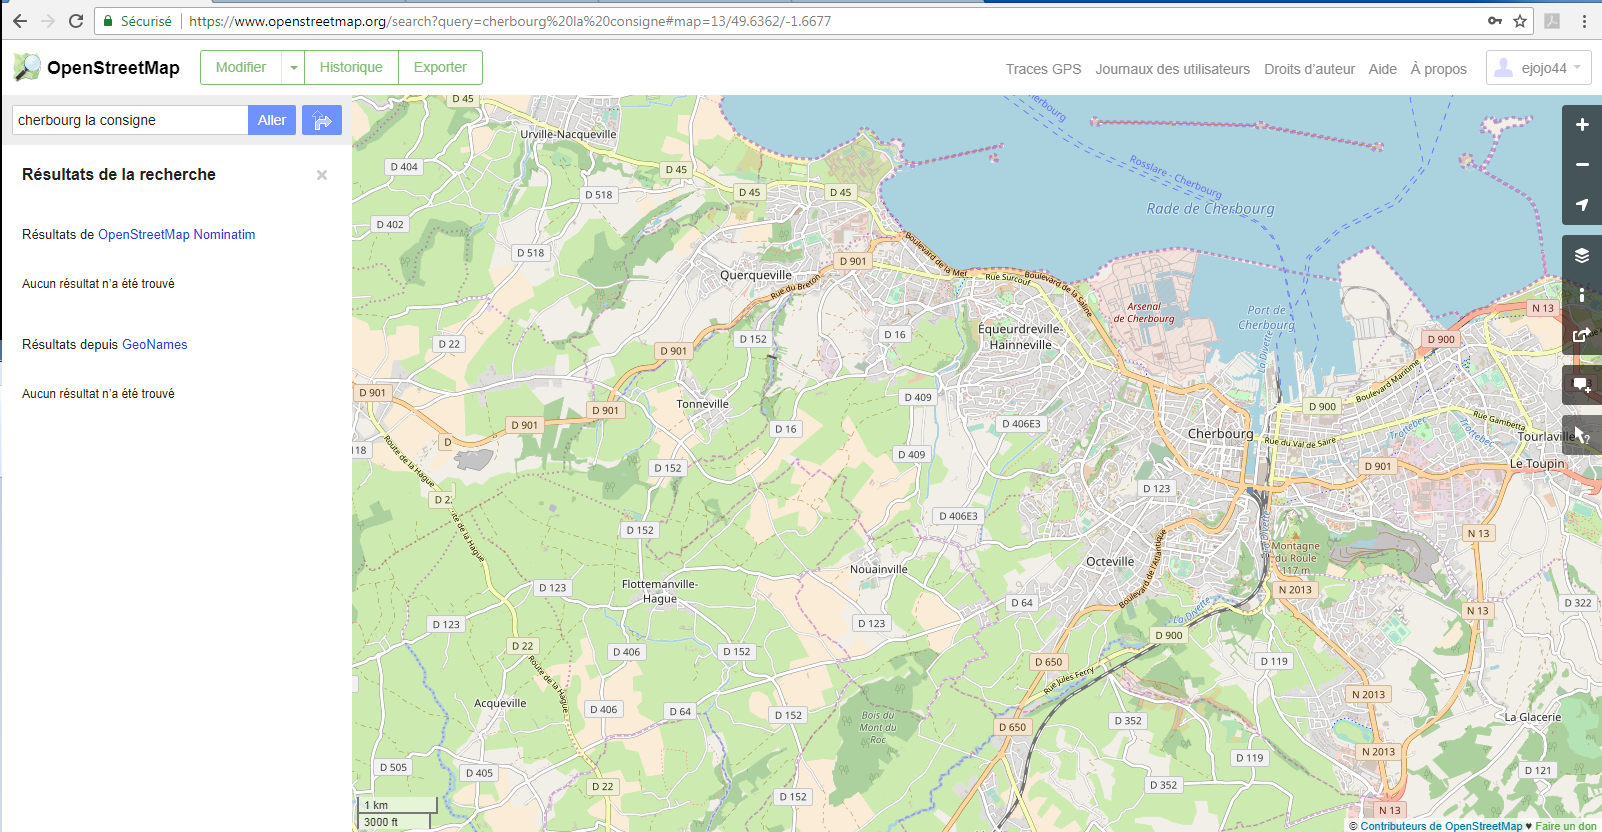 Sécurisé
https://www.openstreetmap.org/search?query=cherbourg%20la%20consigne#map=13/49.6362/-1.6677
OpenStreetMap
Modifier
Historique
Exporter
Traces GPS
Journaux des utilisateurs
Droits d'auteur
Aide
À propos
ejojo44
cherbourg la consigne
Aller
Résultats de la recherche
×
Résultats de OpenStreetMap Nominatim
Aucun résultat n'a été trouvé
Résultats depuis GeoNames
Aucun résultat n'a été trouvé
D 45
Urville-Nacqueville
D 404
D 45
D 518
D 45
D 45
D 402
D 518
Querqueville
D 901
Rue du Breton
Boulevard de la Mer
Rue Surcouf
Boulevard de la Saline
Rosslare - Cherbourg
Rade de Cherbourg
Arsenal
de Cherbourg
Port de
Cherbourg
N 13
D 900
D 22
D 901
D 152
D 16
Équeurdreville-
Hainneville
Boulevard Maritime
D 901
D 901
D 901
Tonneville
D 409
D 900
Rue Gambetta
D 16
D 406E3
Cherbourg
Rue du Val de Saire
Trottebec
Trottebec
Tourlaville
118
D
Route de la Hague
D 152
D 409
D 901
Le Toupin
D 123
D 406E3
D 152
N 13
Montagne
du Roule
117 m
Nouainville
Octeville
Boulevard de l'Atlantique
La Divette
N 2013
D 123
Flottemanville-
Hague
D 64
N 13
D 322
D 123
D 123
D 900
D 22
D 406
D 152
D 650
D 119
Rue Jules Ferry
Route de la Hague
N 2013
Acqueville
D 406
D 64
D 152
Bois du
Mont du
Roc
D 650
D 352
La Glacerie
N 2013
D 505
D 405
D 119
D 121
D 22
D 152
D 352
N 13
1 km
3000 ft
© Contributeurs de OpenStreetMap ♥ Faire un don